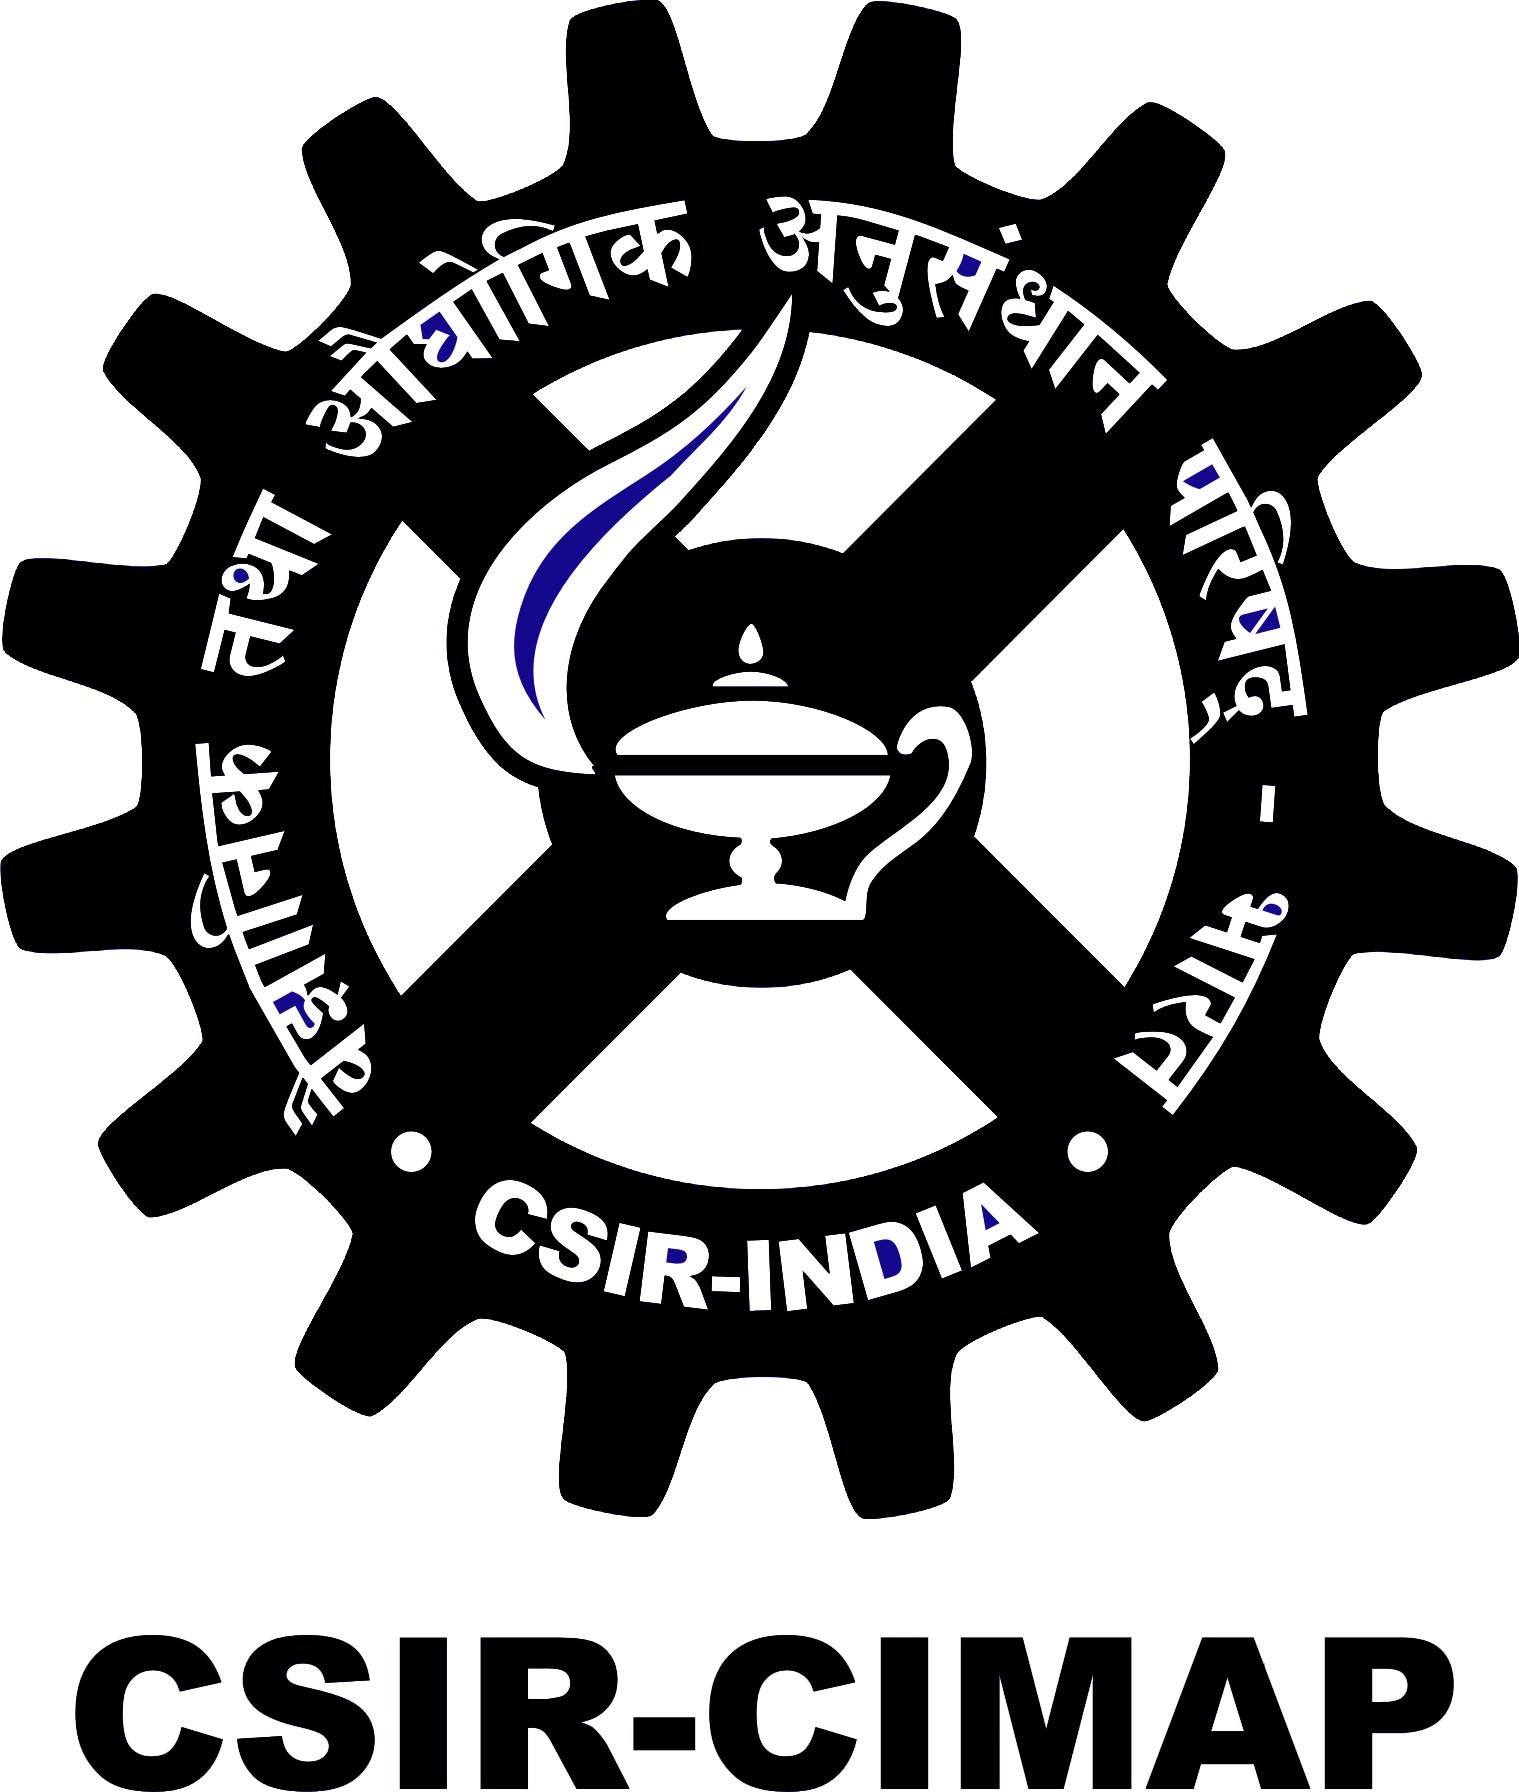 वैज्ञानिक तथा औद्योगिक अनुसंधान परिषद् - भारत
CSIR-INDIA
CSIR-CIMAP